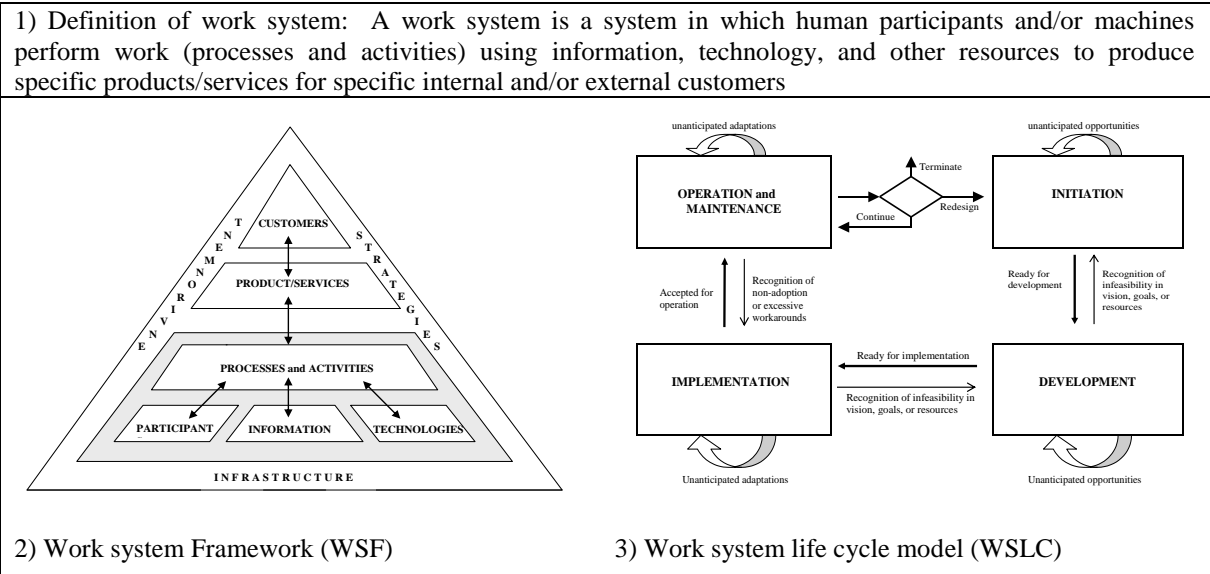 1) Definition of work system: A work system is a system in which human participants and/or machines
perform work (processes and activities) using information, technology, and other resources to produce
specific products/services for specific internal and/or external customers
ENVIRONMENT
STRATEGIES
CUSTOMERS
PRODUCT/SERVICES
PROCESSES and ACTIVITIES
PARTICIPANT
INFORMATION
TECHNOLOGIES
INFRASTRUCTURE
2) Work system Framework (WSF)
unanticipated adaptations
unanticipated opportunities
OPERATION and
MAINTENANCE
Terminate
Continue
Redesign
INITIATION
Accepted for
operation
Recognition of
non-adoption
or excessive
workarounds
Ready for
development
Recognition of
infeasibility in
vision, goals, or
resources
IMPLEMENTATION
Ready for implementation
Recognition of infeasibility in
vision, goals, or resources
DEVELOPMENT
Unanticipated adaptations
Unanticipated opportunities
3) Work system life cycle model (WSLC)